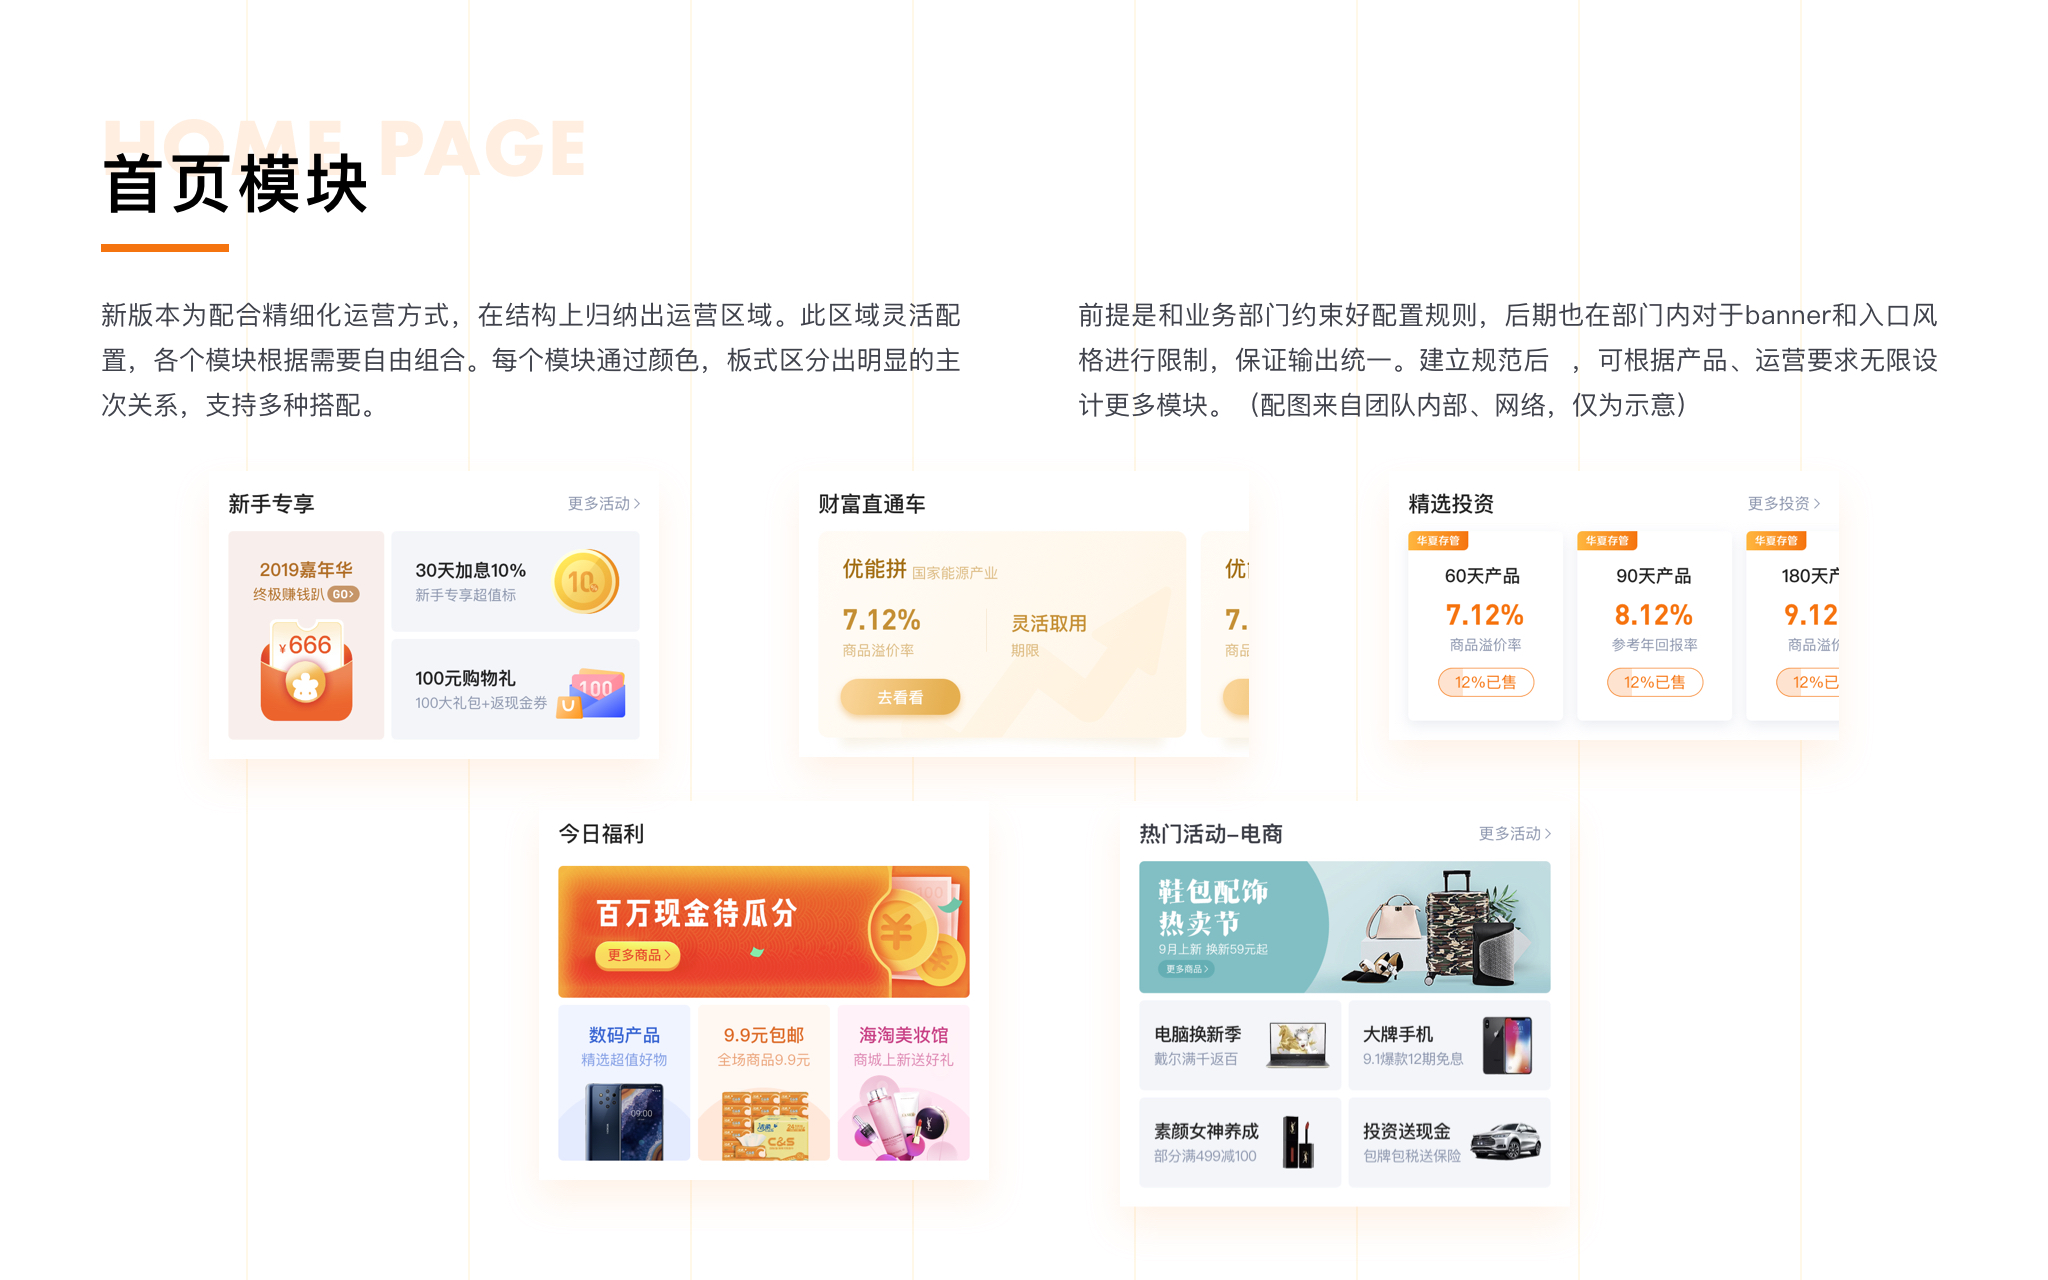 HOME PAGE
首页模块
新版本为配合精细化运营方式，在结构上归纳出运营区域。此区域灵活配
置，各个模块根据需要自由组合。每个模块通过颜色，板式区分出明显的主
次关系，支持多种搭配。
前提是和业务部门约束好配置规则，后期也在部门内对于banner和入口风
格进行限制，保证输出统一。建立规范后 ，可根据产品、运营要求无限设
计更多模块。（配图来自团队内部、网络，仅为示意）
新手专享
更多活动
2019嘉年华
终极赚钱趴 GO
¥666
30天加息10%
新手专享超值标
10%
100元购物礼
100大礼包+返现金券
100
财富直通车
优能拼 国家能源产业
7.12%
商品溢价率
灵活取用
期限
去看看
优
7.
商品
精选投资
更多投资
华夏存管
60天产品
7.12%
商品溢价率
12%已售
华夏存管
90天产品
8.12%
参考年回报率
12%已售
华夏存管
180天产
9.12
商品溢价
12%已
今日福利
百万现金待瓜分
更多商品
100
数码产品
精选超值好物
09:00
9.9元包邮
全场商品9.9元
C&S
海淘美妆馆
商城上新送好礼
热门活动-电商
更多活动
鞋包配饰
热卖节
9月上新 换新59元起
更多商品
电脑换新季
戴尔满千返百
大牌手机
9.1爆款12期免息
素颜女神养成
部分满499减100
投资送现金
包牌包税送保险